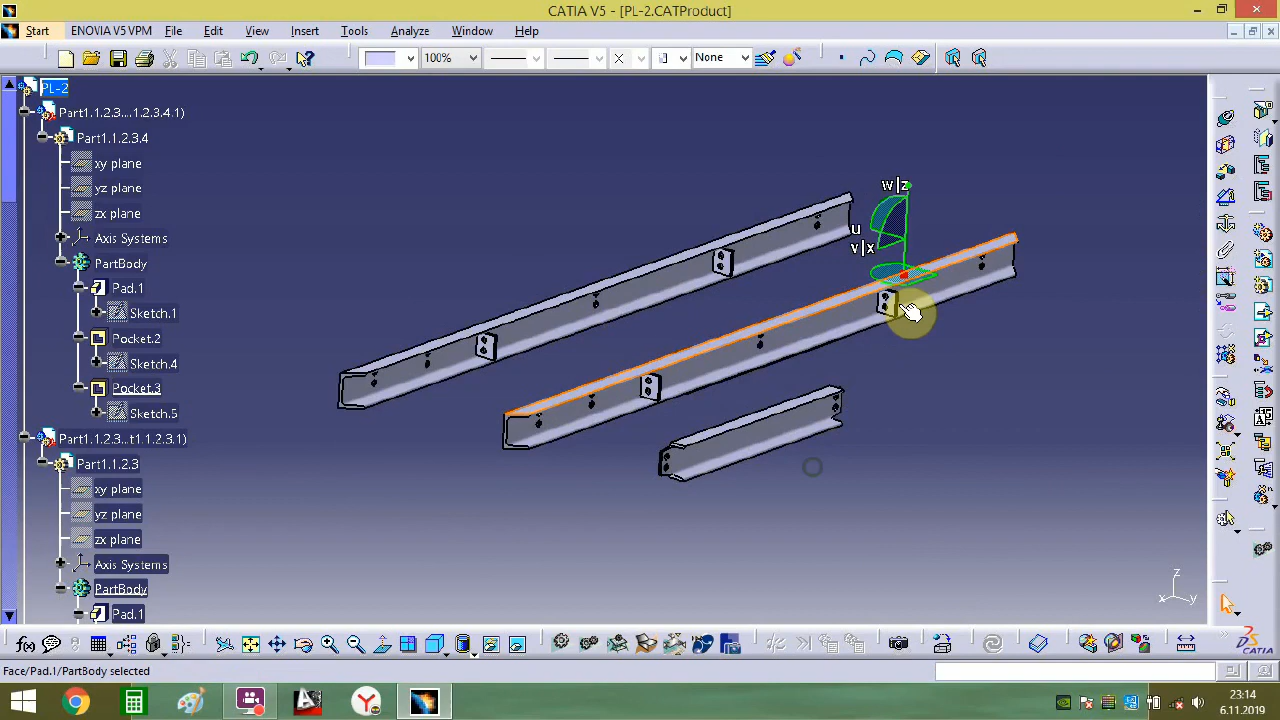 CATIA V5 - [PL-2.CATProduct]
Start ENOVIA V5 VPM File Edit View Insert Tools Analyze Window Help
100% None
PL-2
Part1.1.2.3....1.2.3.4.1)
Part1.1.2.3.4
xy plane
yz plane
zx plane
Axis Systems
PartBody
Pad.1
Sketch.1
Pocket.2
Sketch.4
Pocket.3
Sketch.5
Part1.1.2.3...t1.1.2.3.1)
Part1.1.2.3
xy plane
yz plane
zx plane
Axis Systems
PartBody
Pad.1
w|z
u
v|x
z
x y
f(x)
CATIA
Face/Pad.1/PartBody selected
23:14
6.11.2019